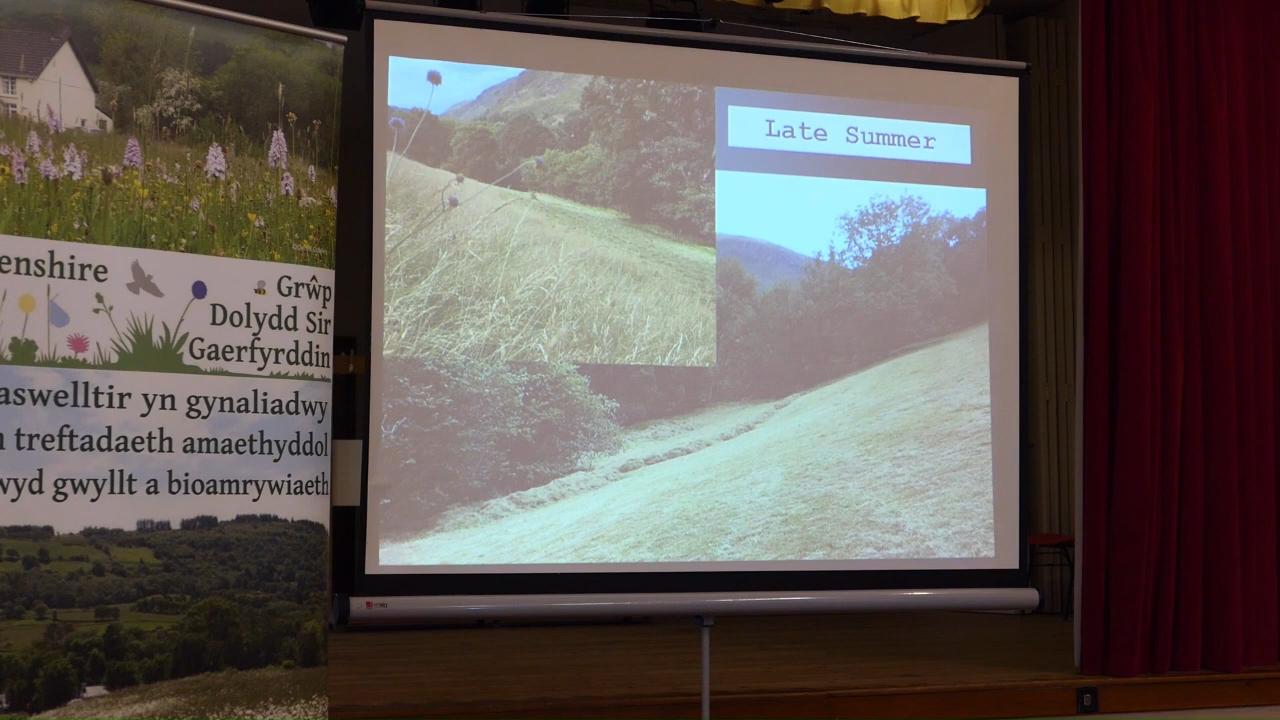 enshire
Grŵp
Dolydd Sir
Gaerfyrddin
aswelltir yn gynaliadwy
treftadaeth amaethyddol
wyd gwyllt a bioamrywiaeth
Late Summer